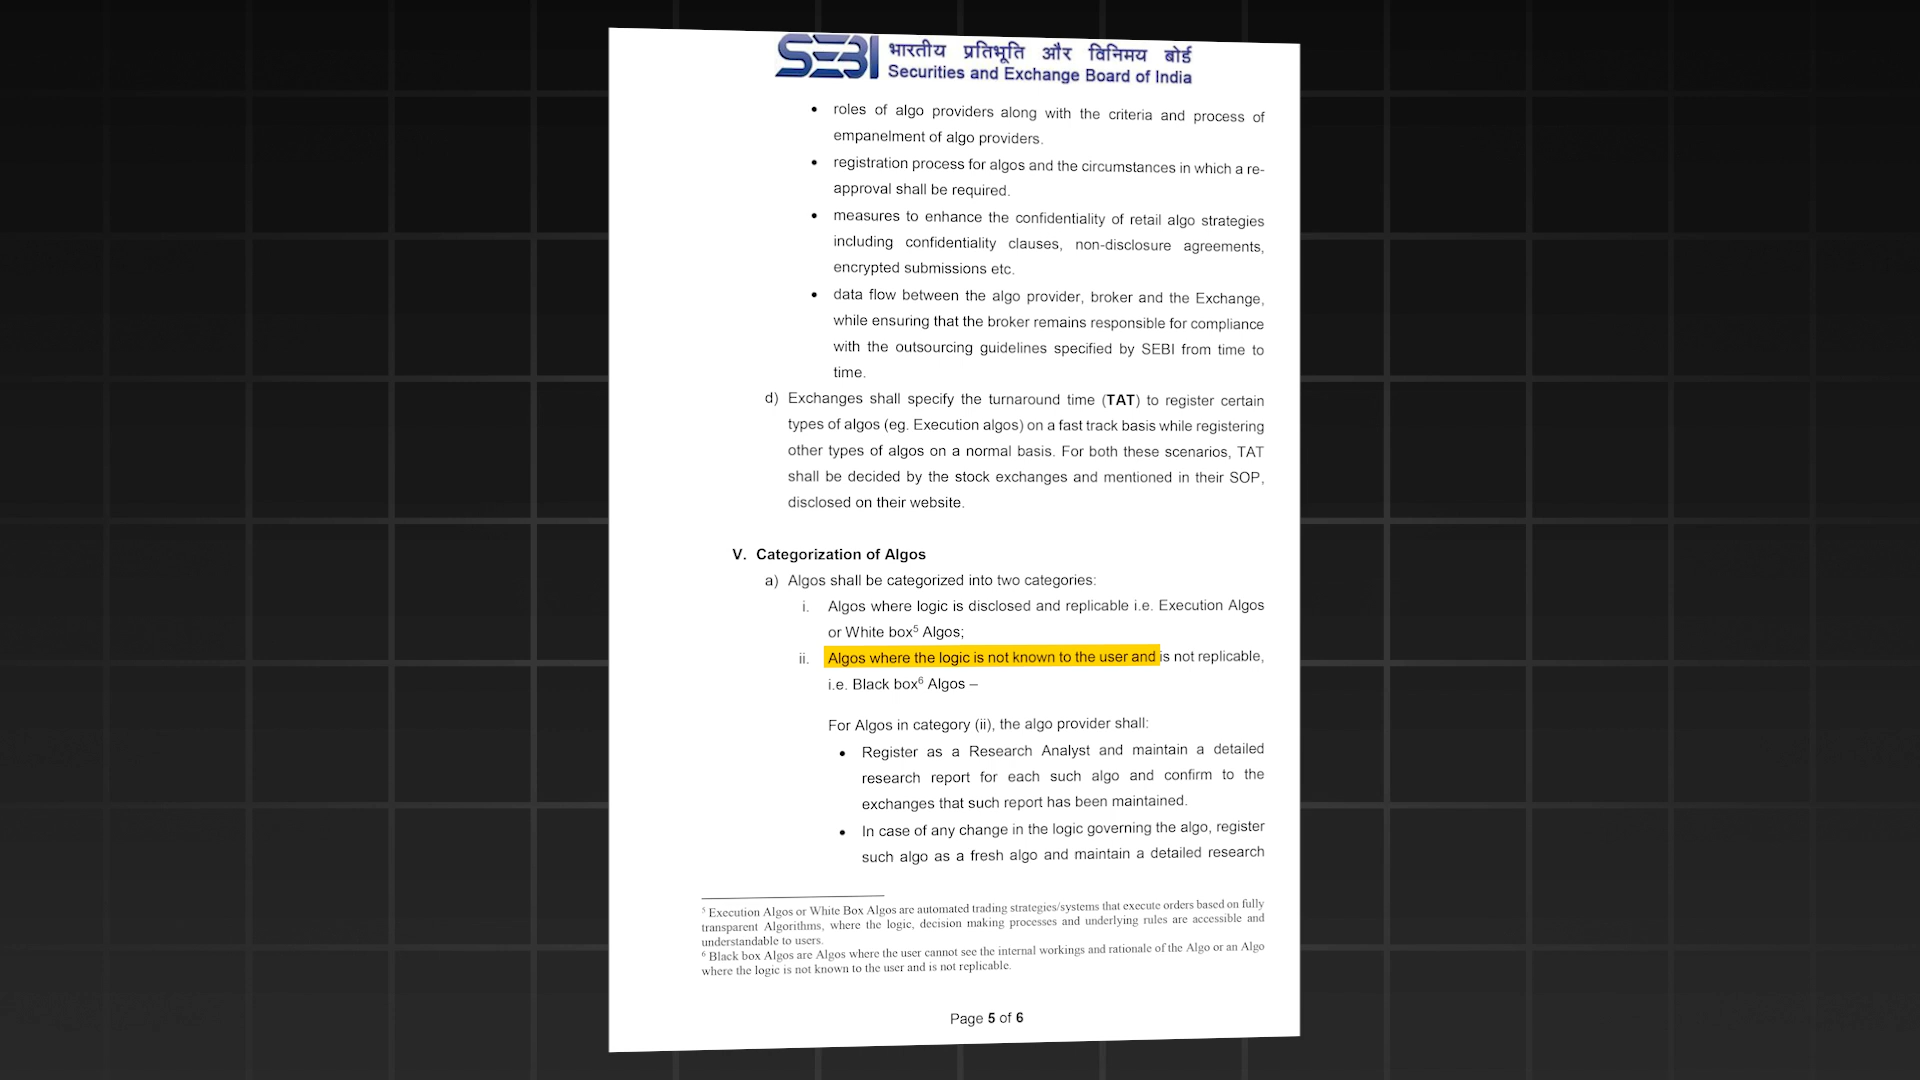 SEBI
भारतीय प्रतिभूति और विनिमय बोर्ड
Securities and Exchange Board of India
• roles of algo providers along with the criteria and process of
empanelment of algo providers.
• registration process for algos and the circumstances in which a re-
approval shall be required.
• measures to enhance the confidentiality of retail algo strategies
including confidentiality clauses, non-disclosure agreements,
encrypted submissions etc.
• data flow between the algo provider, broker and the Exchange,
while ensuring that the broker remains responsible for compliance
with the outsourcing guidelines specified by SEBI from time to
time.
d) Exchanges shall specify the turnaround time (TAT) to register certain
types of algos (eg. Execution algos) on a fast track basis while registering
other types of algos on a normal basis. For both these scenarios, TAT
shall be decided by the stock exchanges and mentioned in their SOP,
disclosed on their website.
V. Categorization of Algos
a) Algos shall be categorized into two categories:
i. Algos where logic is disclosed and replicable i.e. Execution Algos
or White box⁵ Algos;
ii. Algos where the logic is not known to the user and is not replicable,
i.e. Black box⁶ Algos –
For Algos in category (ii), the algo provider shall:
• Register as a Research Analyst and maintain a detailed
research report for each such algo and confirm to the
exchanges that such report has been maintained.
• In case of any change in the logic governing the algo, register
such algo as a fresh algo and maintain a detailed research
⁵ Execution Algos or White Box Algos are automated trading strategies/systems that execute orders based on fully
transparent Algorithms, where the logic, decision making processes and underlying rules are accessible and
understandable to users.
⁶ Black box Algos are Algos where the user cannot see the internal workings and rationale of the Algo or an Algo
where the logic is not known to the user and is not replicable.
Page 5 of 6